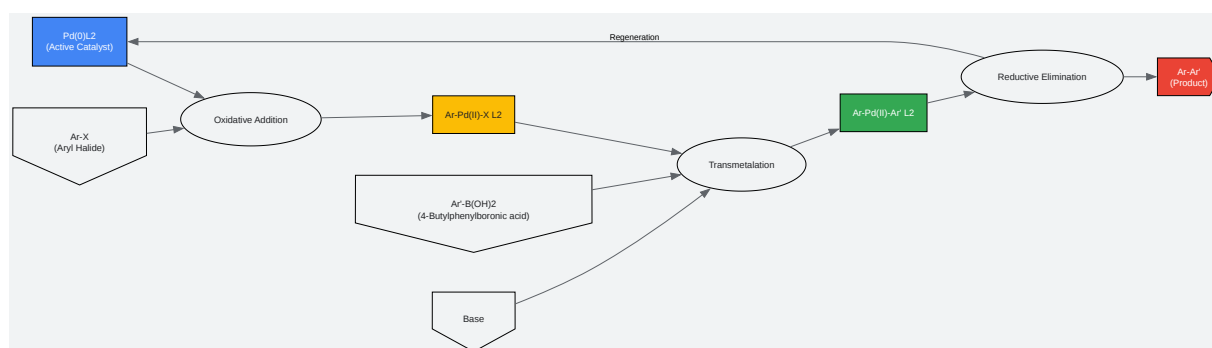 Pd(0)L2
(Active Catalyst)
Regeneration
Reductive Elimination
Ar-Ar'
(Product)
Ar-X
(Aryl Halide)
Oxidative Addition
Ar-Pd(II)-X L2
Ar-Pd(II)-Ar' L2
Transmetalation
Ar'-B(OH)2
(4-Butylphenylboronic acid)
Base